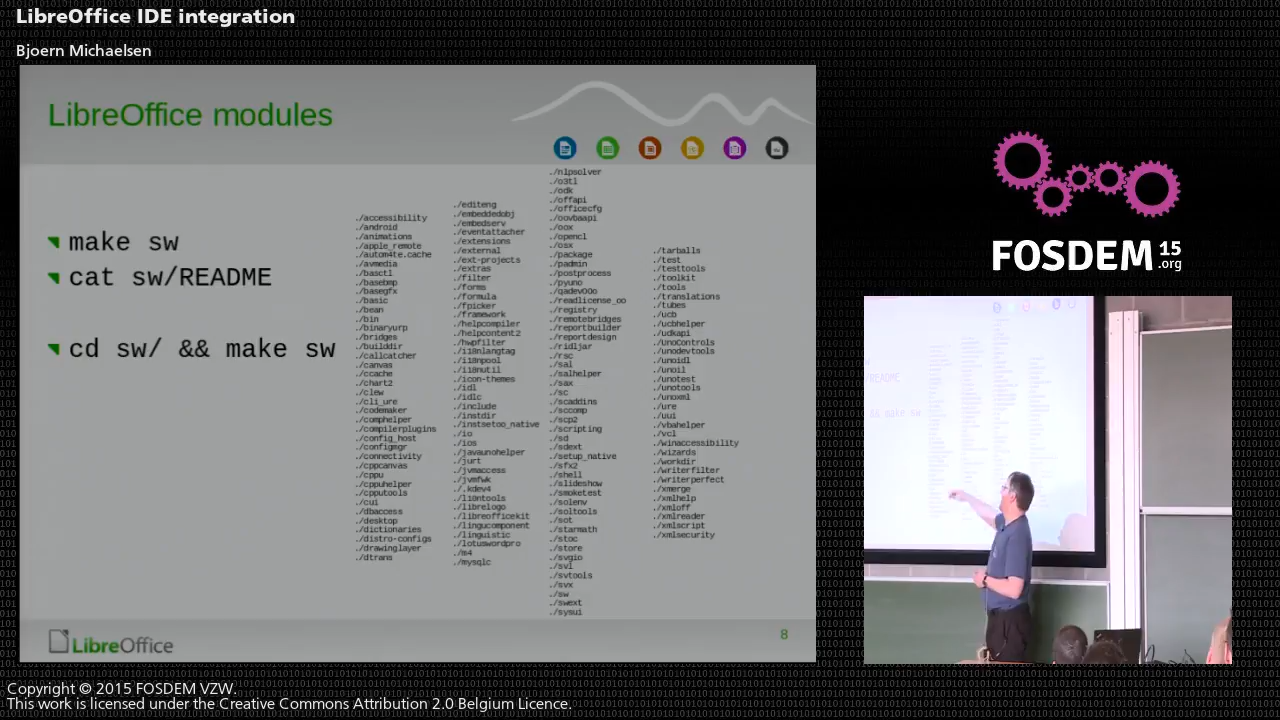 LibreOffice IDE integration
Bjoern Michaelsen
LibreOffice modules
make sw
cat sw/README
cd sw/ && make sw
./accessibility
./android
./animations
./apple_remote
./autom4te.cache
./avmedia
./basctl
./basebmp
./basegfx
./basic
./bean
./bin
./binaryurp
./bridges
./builddir
./callcatcher
./canvas
./ccache
./chart2
./clew
./cli_ure
./codemaker
./comphelper
./compilerplugins
./config_host
./configmgr
./connectivity
./cppcanvas
./cppu
./cppuhelper
./cpputools
./cui
./dbaccess
./desktop
./dictionaries
./distro-configs
./drawinglayer
./dtrans
./editeng
./embeddedobj
./embedserv
./eventattacher
./extensions
./external
./ext-projects
./extras
./filter
./forms
./formula
./fpicker
./framework
./helpcompiler
./helpcontent2
./hwpfilter
./i18nlangtag
./i18npool
./i18nutil
./icon-themes
./idl
./idlc
./include
./instdir
./instsetoo_native
./io
./ios
./javaunohelper
./jurt
./jvmaccess
./jvmfwk
./.kdev4
./l10ntools
./librelogo
./libreofficekit
./lingucomponent
./linguistic
./lotuswordpro
./m4
./mysqlc
./nlpsolver
./o3tl
./odk
./offapi
./officecfg
./oovbaapi
./oox
./opencl
./osx
./package
./padmin
./postprocess
./pyuno
./qadevOOo
./readlicense_oo
./registry
./remotebridges
./reportbuilder
./reportdesign
./ridljar
./rsc
./sal
./salhelper
./sax
./sc
./scaddins
./sccomp
./scp2
./scripting
./sd
./sdext
./setup_native
./sfx2
./shell
./slideshow
./smoketest
./solenv
./soltools
./sot
./starmath
./stoc
./store
./svgio
./svl
./svtools
./svx
./sw
./swext
./sysui
./tarballs
./test
./testtools
./toolkit
./tools
./translations
./tubes
./ucb
./ucbhelper
./udkapi
./UnoControls
./unodevtools
./unoidl
./unoil
./unotest
./unotools
./unoxml
./ure
./uui
./vbahelper
./vcl
./winaccessibility
./wizards
./workdir
./writerfilter
./writerperfect
./xmerge
./xmlhelp
./xmloff
./xmlreader
./xmlscript
./xmlsecurity
LibreOffice
8
FOSDEM 15
.org
README
&& make sw
Copyright © 2015 FOSDEM VZW.
This work is licensed under the Creative Commons Attribution 2.0 Belgium Licence.